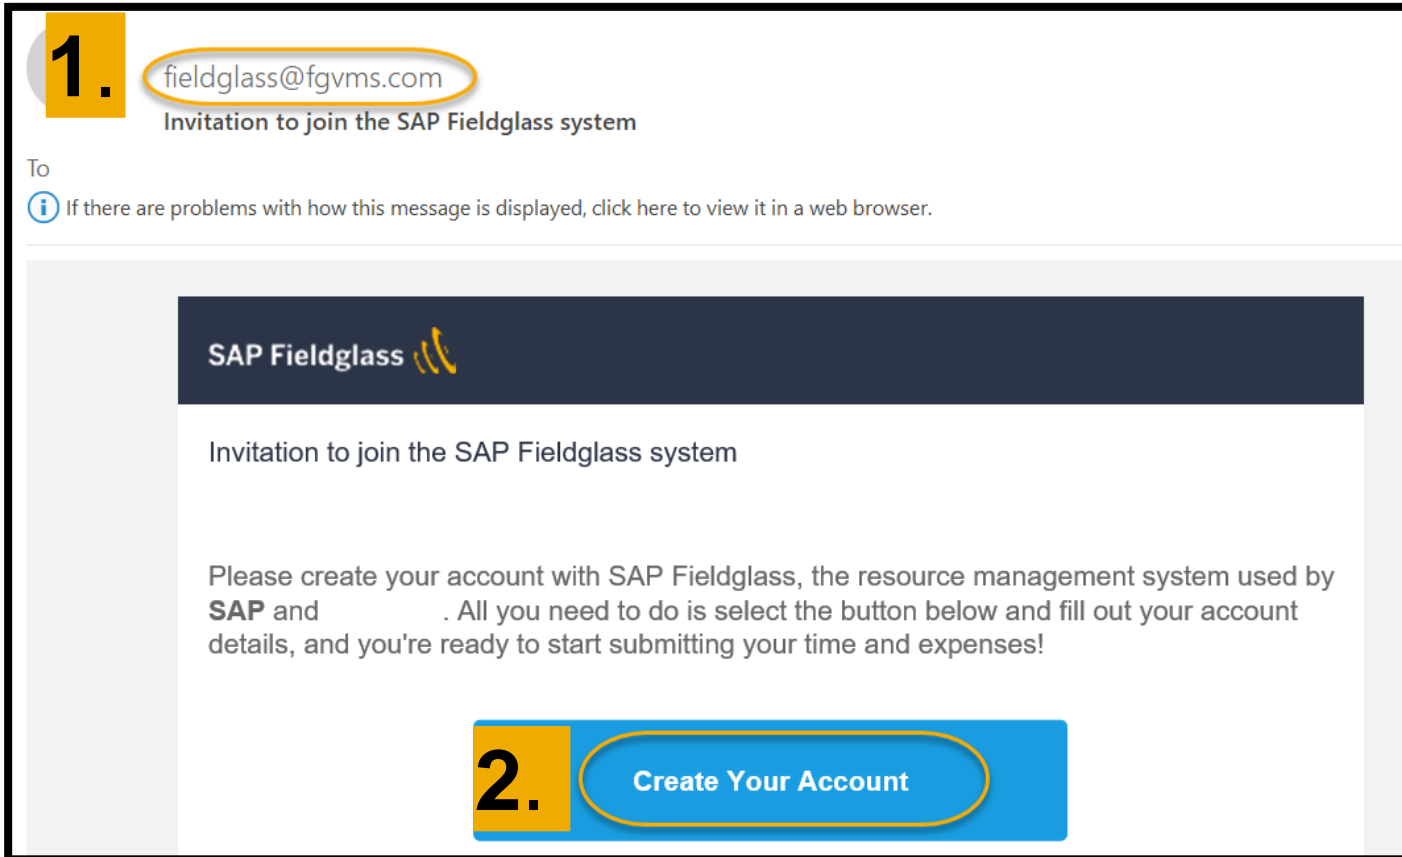 1.
fieldglass@fgvms.com
Invitation to join the SAP Fieldglass system
To
If there are problems with how this message is displayed, click here to view it in a web browser.
SAP Fieldglass
Invitation to join the SAP Fieldglass system
Please create your account with SAP Fieldglass, the resource management system used by
SAP and . All you need to do is select the button below and fill out your account
details, and you're ready to start submitting your time and expenses!
2.
Create Your Account